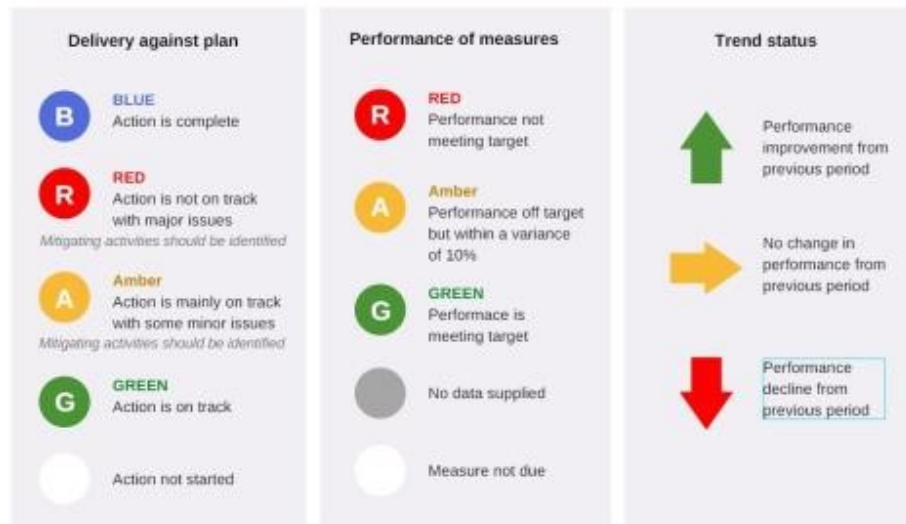 Delivery against plan
B
BLUE
Action is complete
R
RED
Action is not on track
with major issues
Mitigating activities should be identified
A
Amber
Action is mainly on track
with some minor issues
Mitigating activities should be identified
G
GREEN
Action is on track
Action not started
Performance of measures
R
RED
Performance not
meeting target
A
Amber
Performance off target
but within a variance
of 10%
G
GREEN
Performace is
meeting target
No data supplied
Measure not due
Trend status
Performance
improvement from
previous period
No change in
performance from
previous period
Performance
decline from
previous period